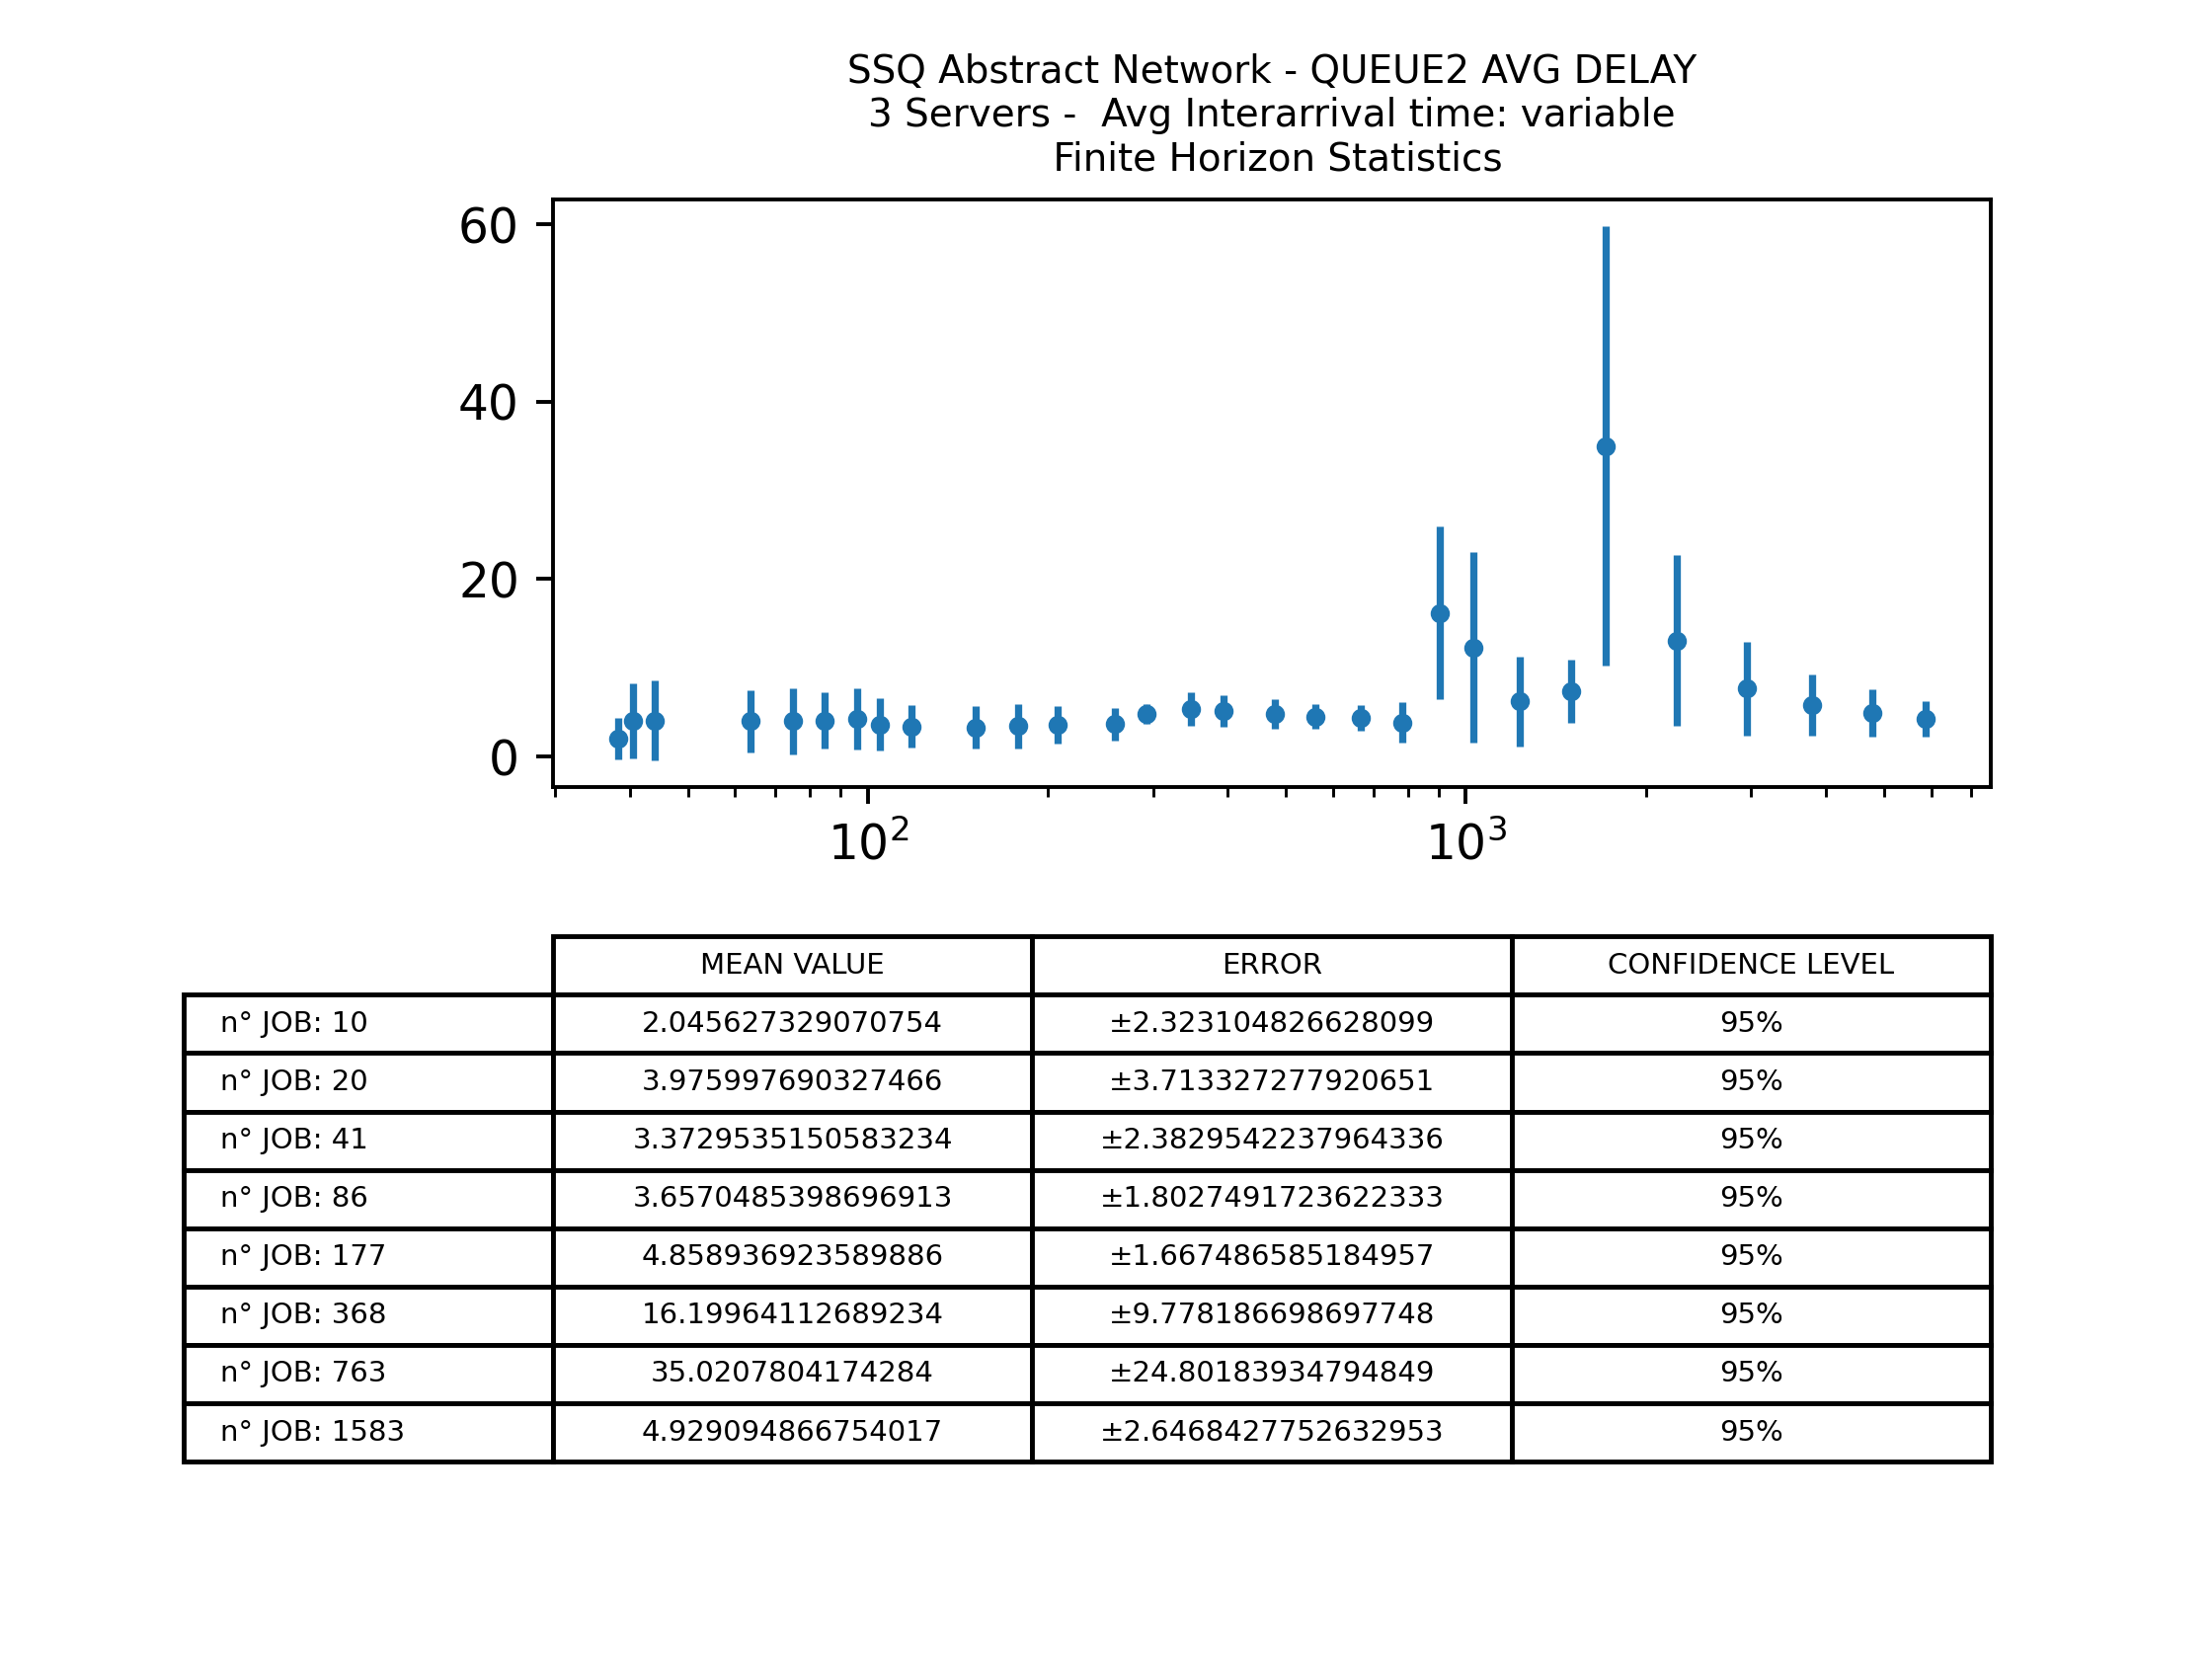 SSQ Abstract Network - QUEUE2 AVG DELAY
3 Servers -  Avg Interarrival time: variable
Finite Horizon Statistics
60
40
20
0
10² 10³
MEAN VALUE ERROR CONFIDENCE LEVEL
n° JOB: 10 2.045627329070754 ±2.323104826628099 95%
n° JOB: 20 3.975997690327466 ±3.713327277920651 95%
n° JOB: 41 3.3729535150583234 ±2.3829542237964336 95%
n° JOB: 86 3.6570485398696913 ±1.8027491723622333 95%
n° JOB: 177 4.858936923589886 ±1.667486585184957 95%
n° JOB: 368 16.19964112689234 ±9.778186698697748 95%
n° JOB: 763 35.0207804174284 ±24.80183934794849 95%
n° JOB: 1583 4.929094866754017 ±2.6468427752632953 95%